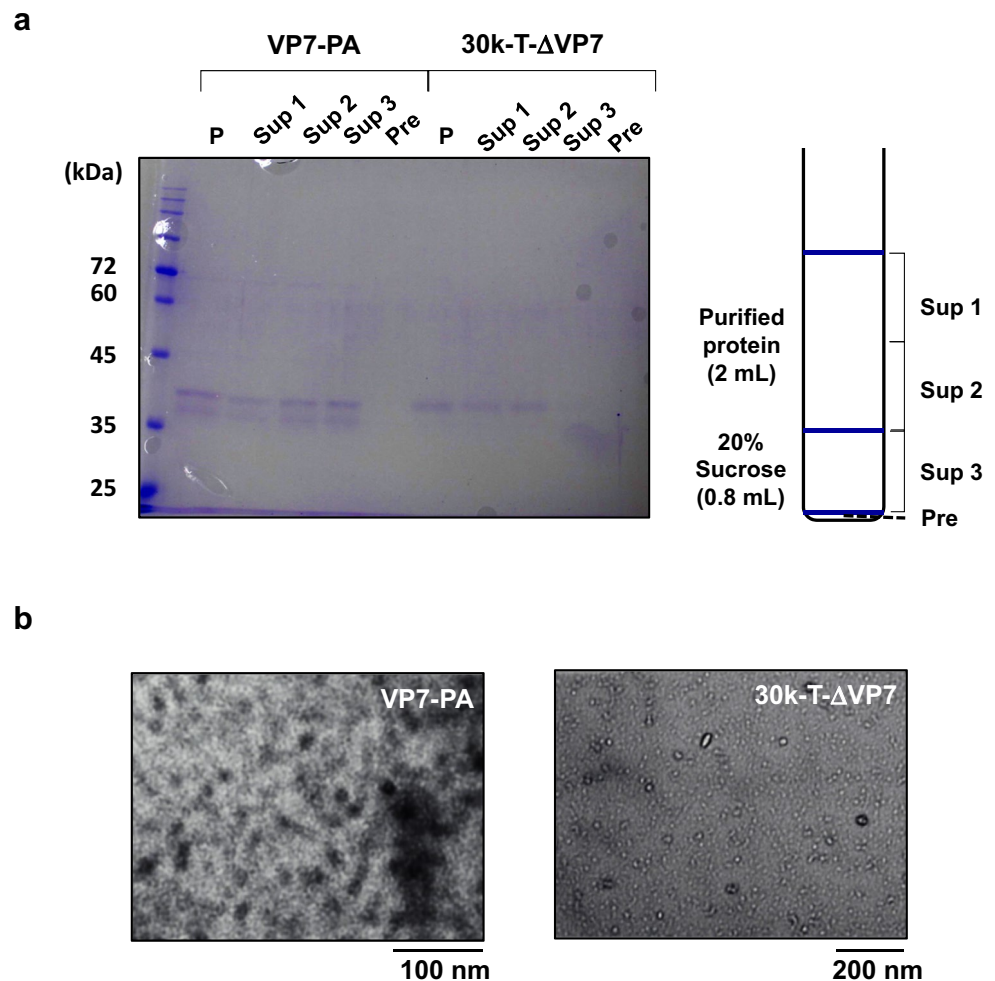 a
VP7-PA 30k-T-ΔVP7
P Sup 1 Sup 2 Sup 3 Pre P Sup 1 Sup 2 Sup 3 Pre
(kDa)
72
60
45
35
25
Purified
protein
(2 mL)
20%
Sucrose
(0.8 mL)
Sup 1
Sup 2
Sup 3
Pre
b
VP7-PA
30k-T-ΔVP7
100 nm
200 nm